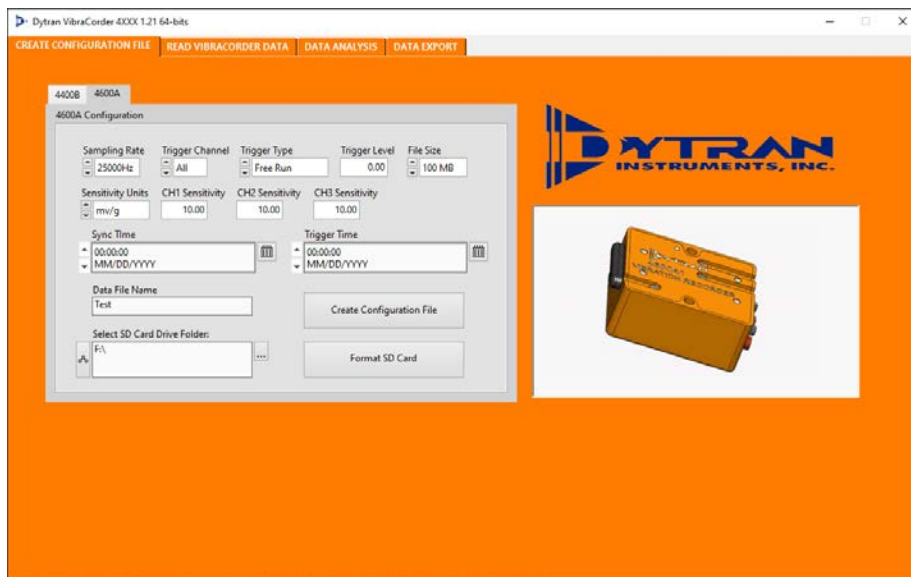 Dytran VibraCorder 4XXX 1.21 64-bits
CREATE CONFIGURATION FILE READ VIBRACORDER DATA DATA ANALYSIS DATA EXPORT
4400B 4600A
4600A Configuration
Sampling Rate Trigger Channel Trigger Type Trigger Level File Size
25000Hz All Free Run 0.00 100 MB
Sensitivity Units CH1 Sensitivity CH2 Sensitivity CH3 Sensitivity
mv/g 10.00 10.00 10.00
Sync TIme Trigger Time
00:00:00 00:00:00
MM/DD/YYYY MM/DD/YYYY
Data File Name
Test
Create Configuration File
Select SD Card Drive Folder:
F:\
...
Format SD Card
DYTRAN
INSTRUMENTS, INC.
VIBRATION RECORDER